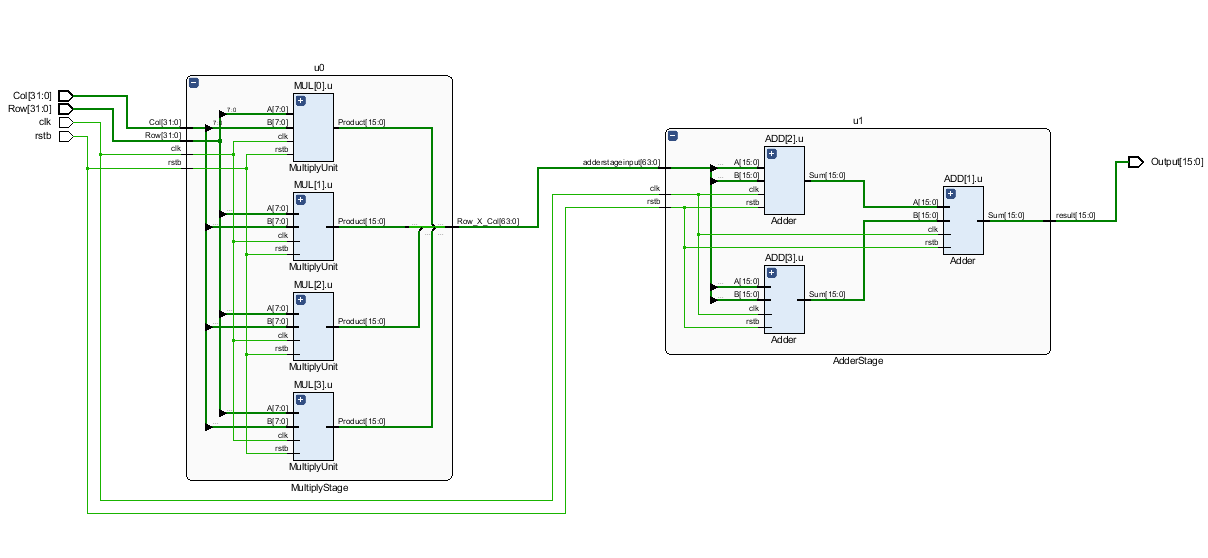 u0
Col[31:0]
Row[31:0]
clk
rstb
Col[31:0]
Row[31:0]
clk
rstb
MUL[0].u
7:0
A[7:0]
B[7:0]
clk
rstb
Product[15:0]
MultiplyUnit
MUL[1].u
A[7:0]
B[7:0]
clk
rstb
Product[15:0]
MultiplyUnit
MUL[2].u
A[7:0]
B[7:0]
clk
rstb
Product[15:0]
MultiplyUnit
MUL[3].u
A[7:0]
B[7:0]
clk
rstb
Product[15:0]
MultiplyUnit
Row_X_Col[63:0]
MultiplyStage
u1
adderstageinput[63:0]
clk
rstb
ADD[2].u
A[15:0]
B[15:0]
clk
rstb
Sum[15:0]
Adder
ADD[3].u
A[15:0]
B[15:0]
clk
rstb
Sum[15:0]
Adder
ADD[1].u
A[15:0]
B[15:0]
clk
rstb
Sum[15:0]
Adder
result[15:0]
AdderStage
Output[15:0]